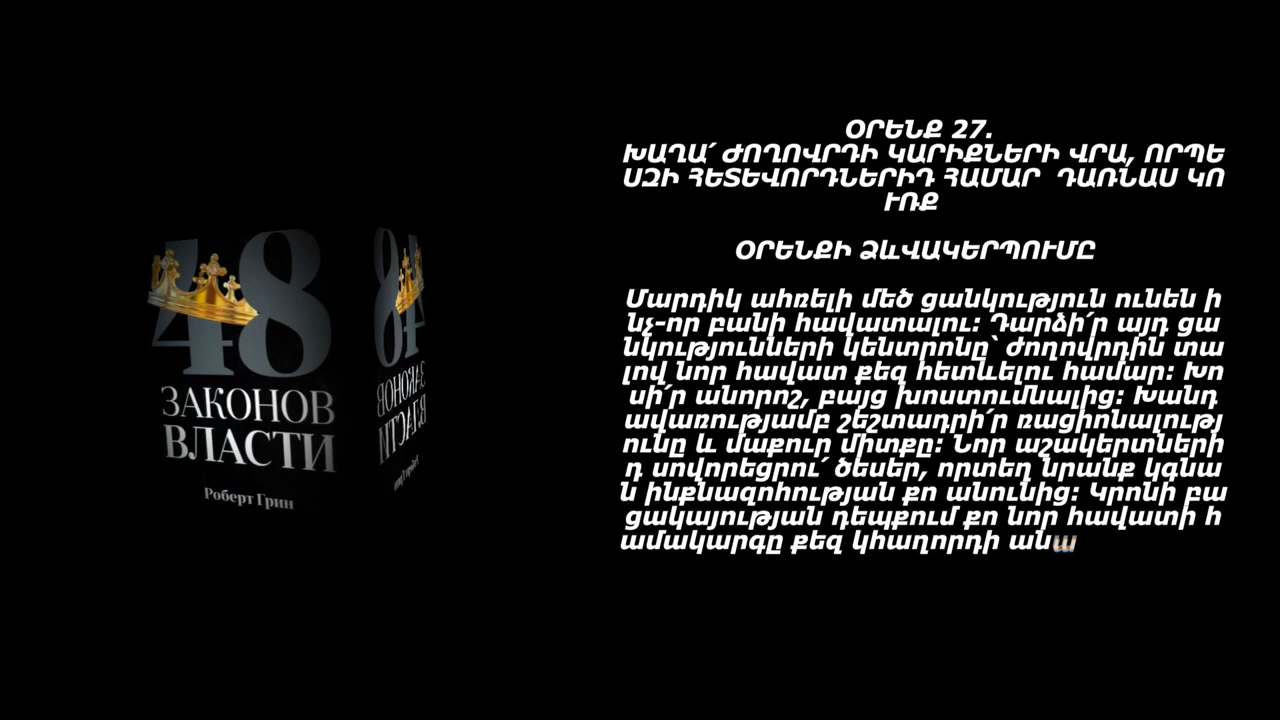 48
ЗАКОНОВ
ВЛАСТИ
Роберт Грин
ՕՐԵՆՔ 27.
ԽԱՂԱ՛ ԺՈՂՈՎՐԴԻ ԿԱՐԻՔՆԵՐԻ ՎՐԱ, ՈՐՊԵ
ՍԶԻ ՀԵՏԵՎՈՐԴՆԵՐԻԴ ՀԱՄԱՐ ԴԱՌՆԱՍ ԿՈ
ՒՌՔ
ՕՐԵՆՔԻ ՁևՎԱԿԵՐՊՈՒՄԸ
Մարդիկ ահռելի մեծ ցանկություն ունեն ի
նչ-որ բանի հավատալու: Դարձի՛ր այդ ցա
նկությունների կենտրոնը՝ ժողովրդին տա
լով նոր հավատ քեզ հետևելու համար: Խո
սի՛ր անորոշ, բայց խոստումնալից: Խանդ
ավառությամբ շեշտադրի՛ր ռացիոնալությ
ունը և մաքուր միտքը: Նոր աշակերտների
դ սովորեցրու՛ ծեսեր, որտեղ նրանք կգնա
ն ինքնազոհության քո անունից: Կրոնի բա
ցակայության դեպքում քո նոր հավատի հ
ամակարգը քեզ կհաղորդի անս